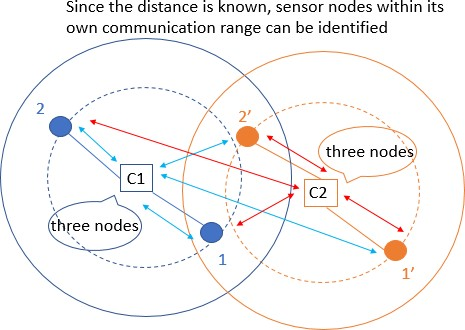 Since the distance is known, sensor nodes within its
own communication range can be identified
2
2’
three nodes
C1
C2
three nodes
1
1’